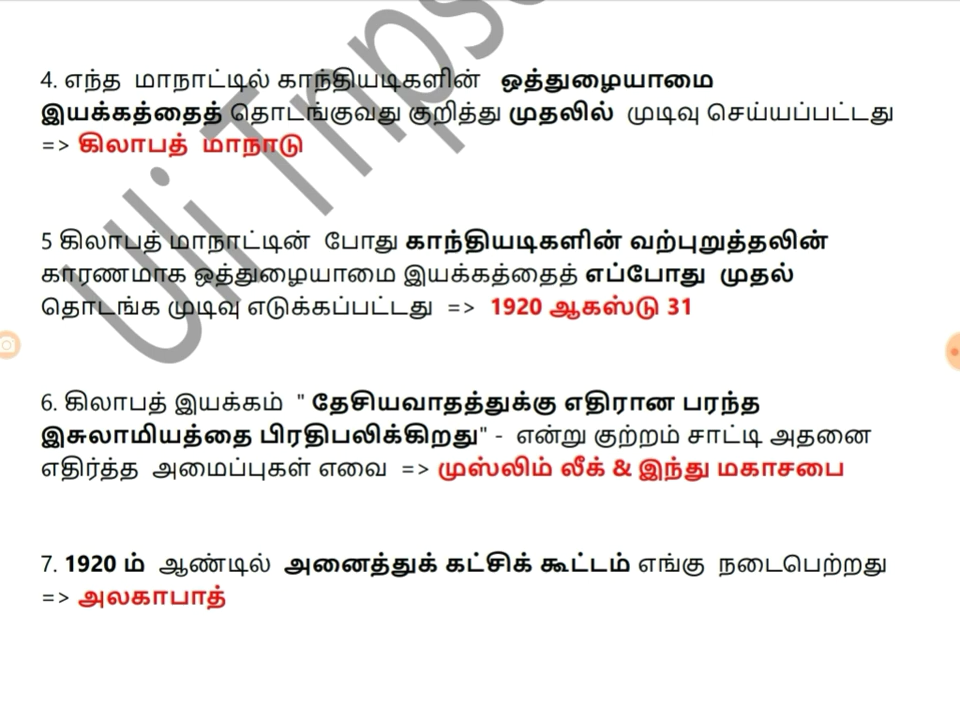 4. எந்த மாநாட்டில் காந்தியடிகளின் ஒத்துழையாமை
இயக்கத்தைத் தொடங்குவது குறித்து முதலில் முடிவு செய்யப்பட்டது
=> கிலாபத் மாநாடு
5 கிலாபத் மாநாட்டின் போது காந்தியடிகளின் வற்புறுத்தலின்
காரணமாக ஒத்துழையாமை இயக்கத்தைத் எப்போது முதல்
தொடங்க முடிவு எடுக்கப்பட்டது => 1920 ஆகஸ்டு 31
6. கிலாபத் இயக்கம் " தேசியவாதத்துக்கு எதிரான பரந்த
இசுலாமியத்தை பிரதிபலிக்கிறது" - என்று குற்றம் சாட்டி அதனை
எதிர்த்த அமைப்புகள் எவை => முஸ்லிம் லீக் & இந்து மகாசபை
7. 1920 ம் ஆண்டில் அனைத்துக் கட்சிக் கூட்டம் எங்கு நடைபெற்றது
=> அலகாபாத்
Uli Tnps